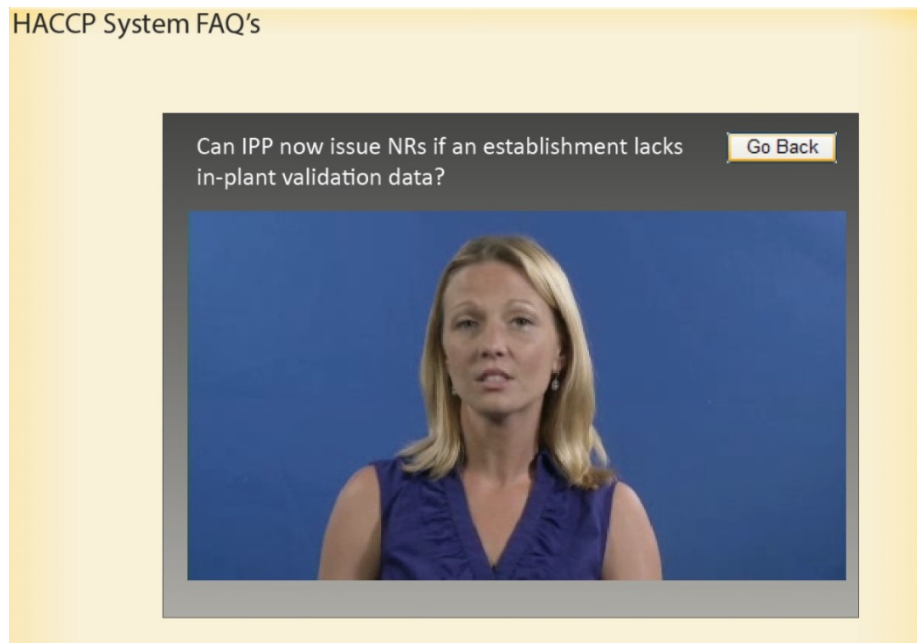 HACCP System FAQ's
Can IPP now issue NRs if an establishment lacks
in-plant validation data?
Go Back